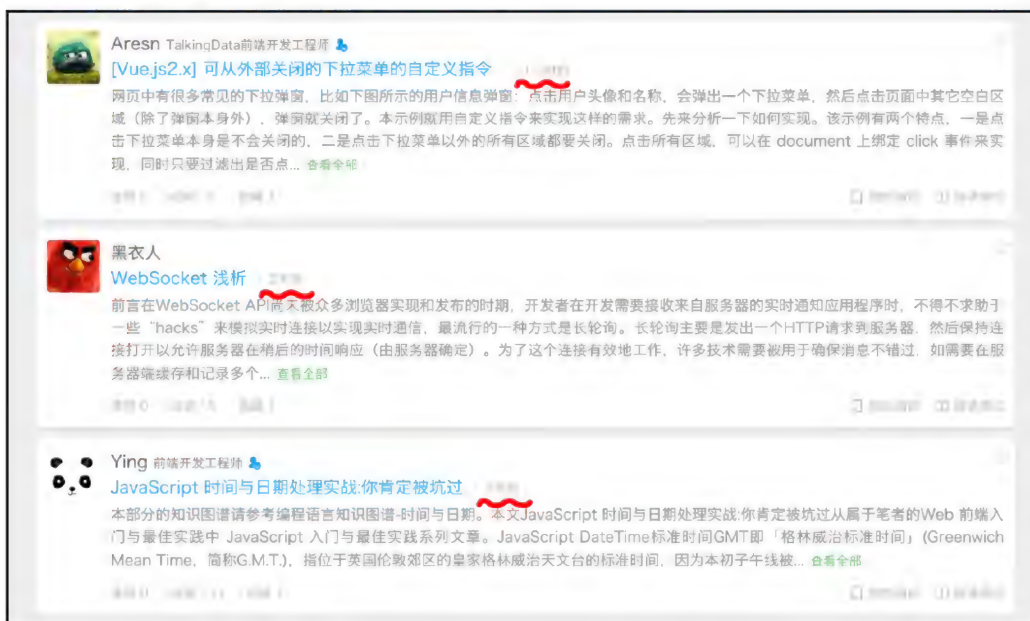 Aresn TalkingData前端开发工程师
[Vue.js2.x] 可从外部关闭的下拉菜单的自定义指令
网页中有很多常见的下拉弹窗，比如下图所示的用户信息弹窗：点击用户头像和名称，会弹出一个下拉菜单，然后点击页面中其它空白区
域（除了弹窗本身外），弹窗就关闭了。本示例就用自定义指令来实现这样的需求。先来分析一下如何实现。该示例有两个特点，一是点
击下拉菜单本身是不会关闭的，二是点击下拉菜单以外的所有区域都要关闭。点击所有区域，可以在 document 上绑定 click 事件来实
现，同时只要过滤出是否点... 查看全部
黑衣人
WebSocket 浅析
前言在WebSocket API尚未被众多浏览器实现和发布的时期，开发者在开发需要接收来自服务器的实时通知应用程序时，不得不求助于
一些“hacks”来模拟实时连接以实现实时通信，最流行的一种方式是长轮询。长轮询主要是发出一个HTTP请求到服务器，然后保持连
接打开以允许服务器在稍后的时间响应（由服务器确定）。为了这个连接有效地工作，许多技术需要被用于确保消息不错过，如需要在服
务器端缓存和记录多个... 查看全部
Ying 前端开发工程师
JavaScript 时间与日期处理实战:你肯定被坑过
本部分的知识图谱请参考编程语言知识图谱-时间与日期。本文JavaScript 时间与日期处理实战:你肯定被坑过从属于笔者的Web 前端入
门与最佳实践中 JavaScript 入门与最佳实践系列文章。JavaScript DateTime标准时间GMT即「格林威治标准时间」(Greenwich
Mean Time，简称G.M.T.)，指位于英国伦敦郊区的皇家格林威治天文台的标准时间，因为本初子午线被... 查看全部